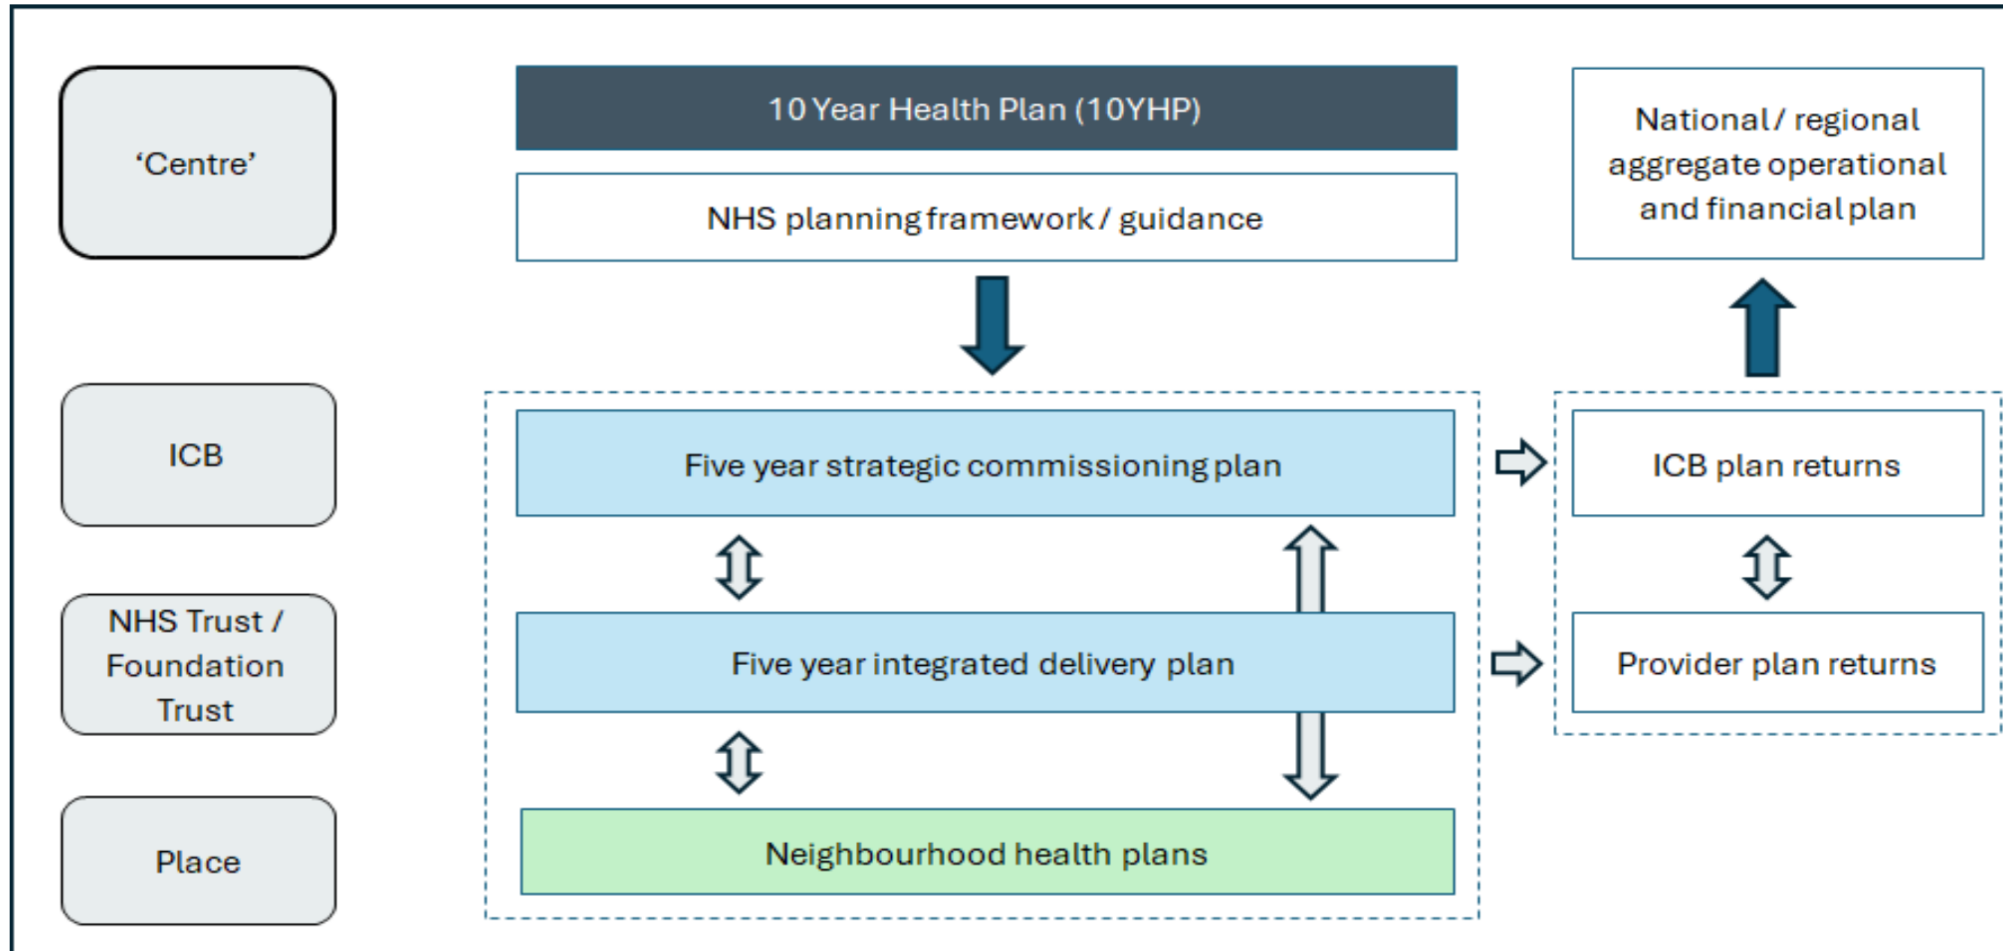 ‘Centre’
10 Year Health Plan (10YHP)
NHS planning framework / guidance
National / regional
aggregate operational
and financial plan
ICB
Five year strategic commissioning plan
ICB plan returns
NHS Trust /
Foundation
Trust
Five year integrated delivery plan
Provider plan returns
Place
Neighbourhood health plans